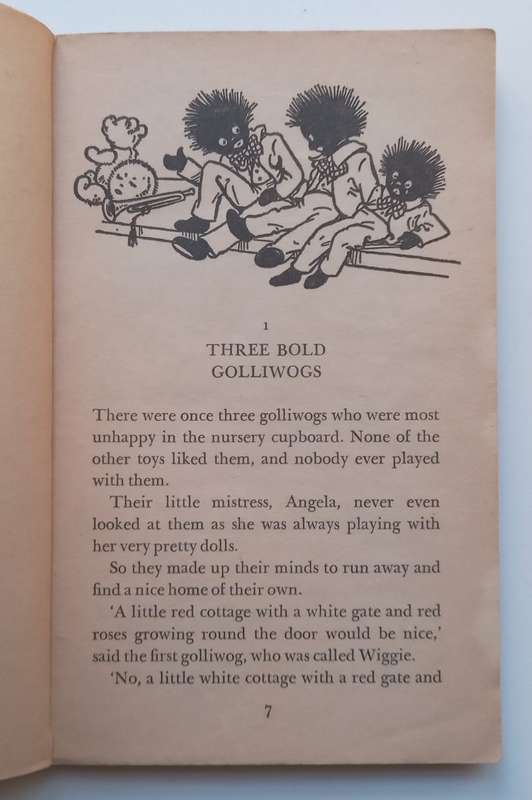 1
THREE BOLD
GOLLIWOGS
There were once three golliwogs who were most
unhappy in the nursery cupboard. None of the
other toys liked them, and nobody ever played
with them.
Their little mistress, Angela, never even
looked at them as she was always playing with
her very pretty dolls.
So they made up their minds to run away and
find a nice home of their own.
'A little red cottage with a white gate and red
roses growing round the door would be nice,'
said the first golliwog, who was called Wiggie.
'No, a little white cottage with a red gate and
7